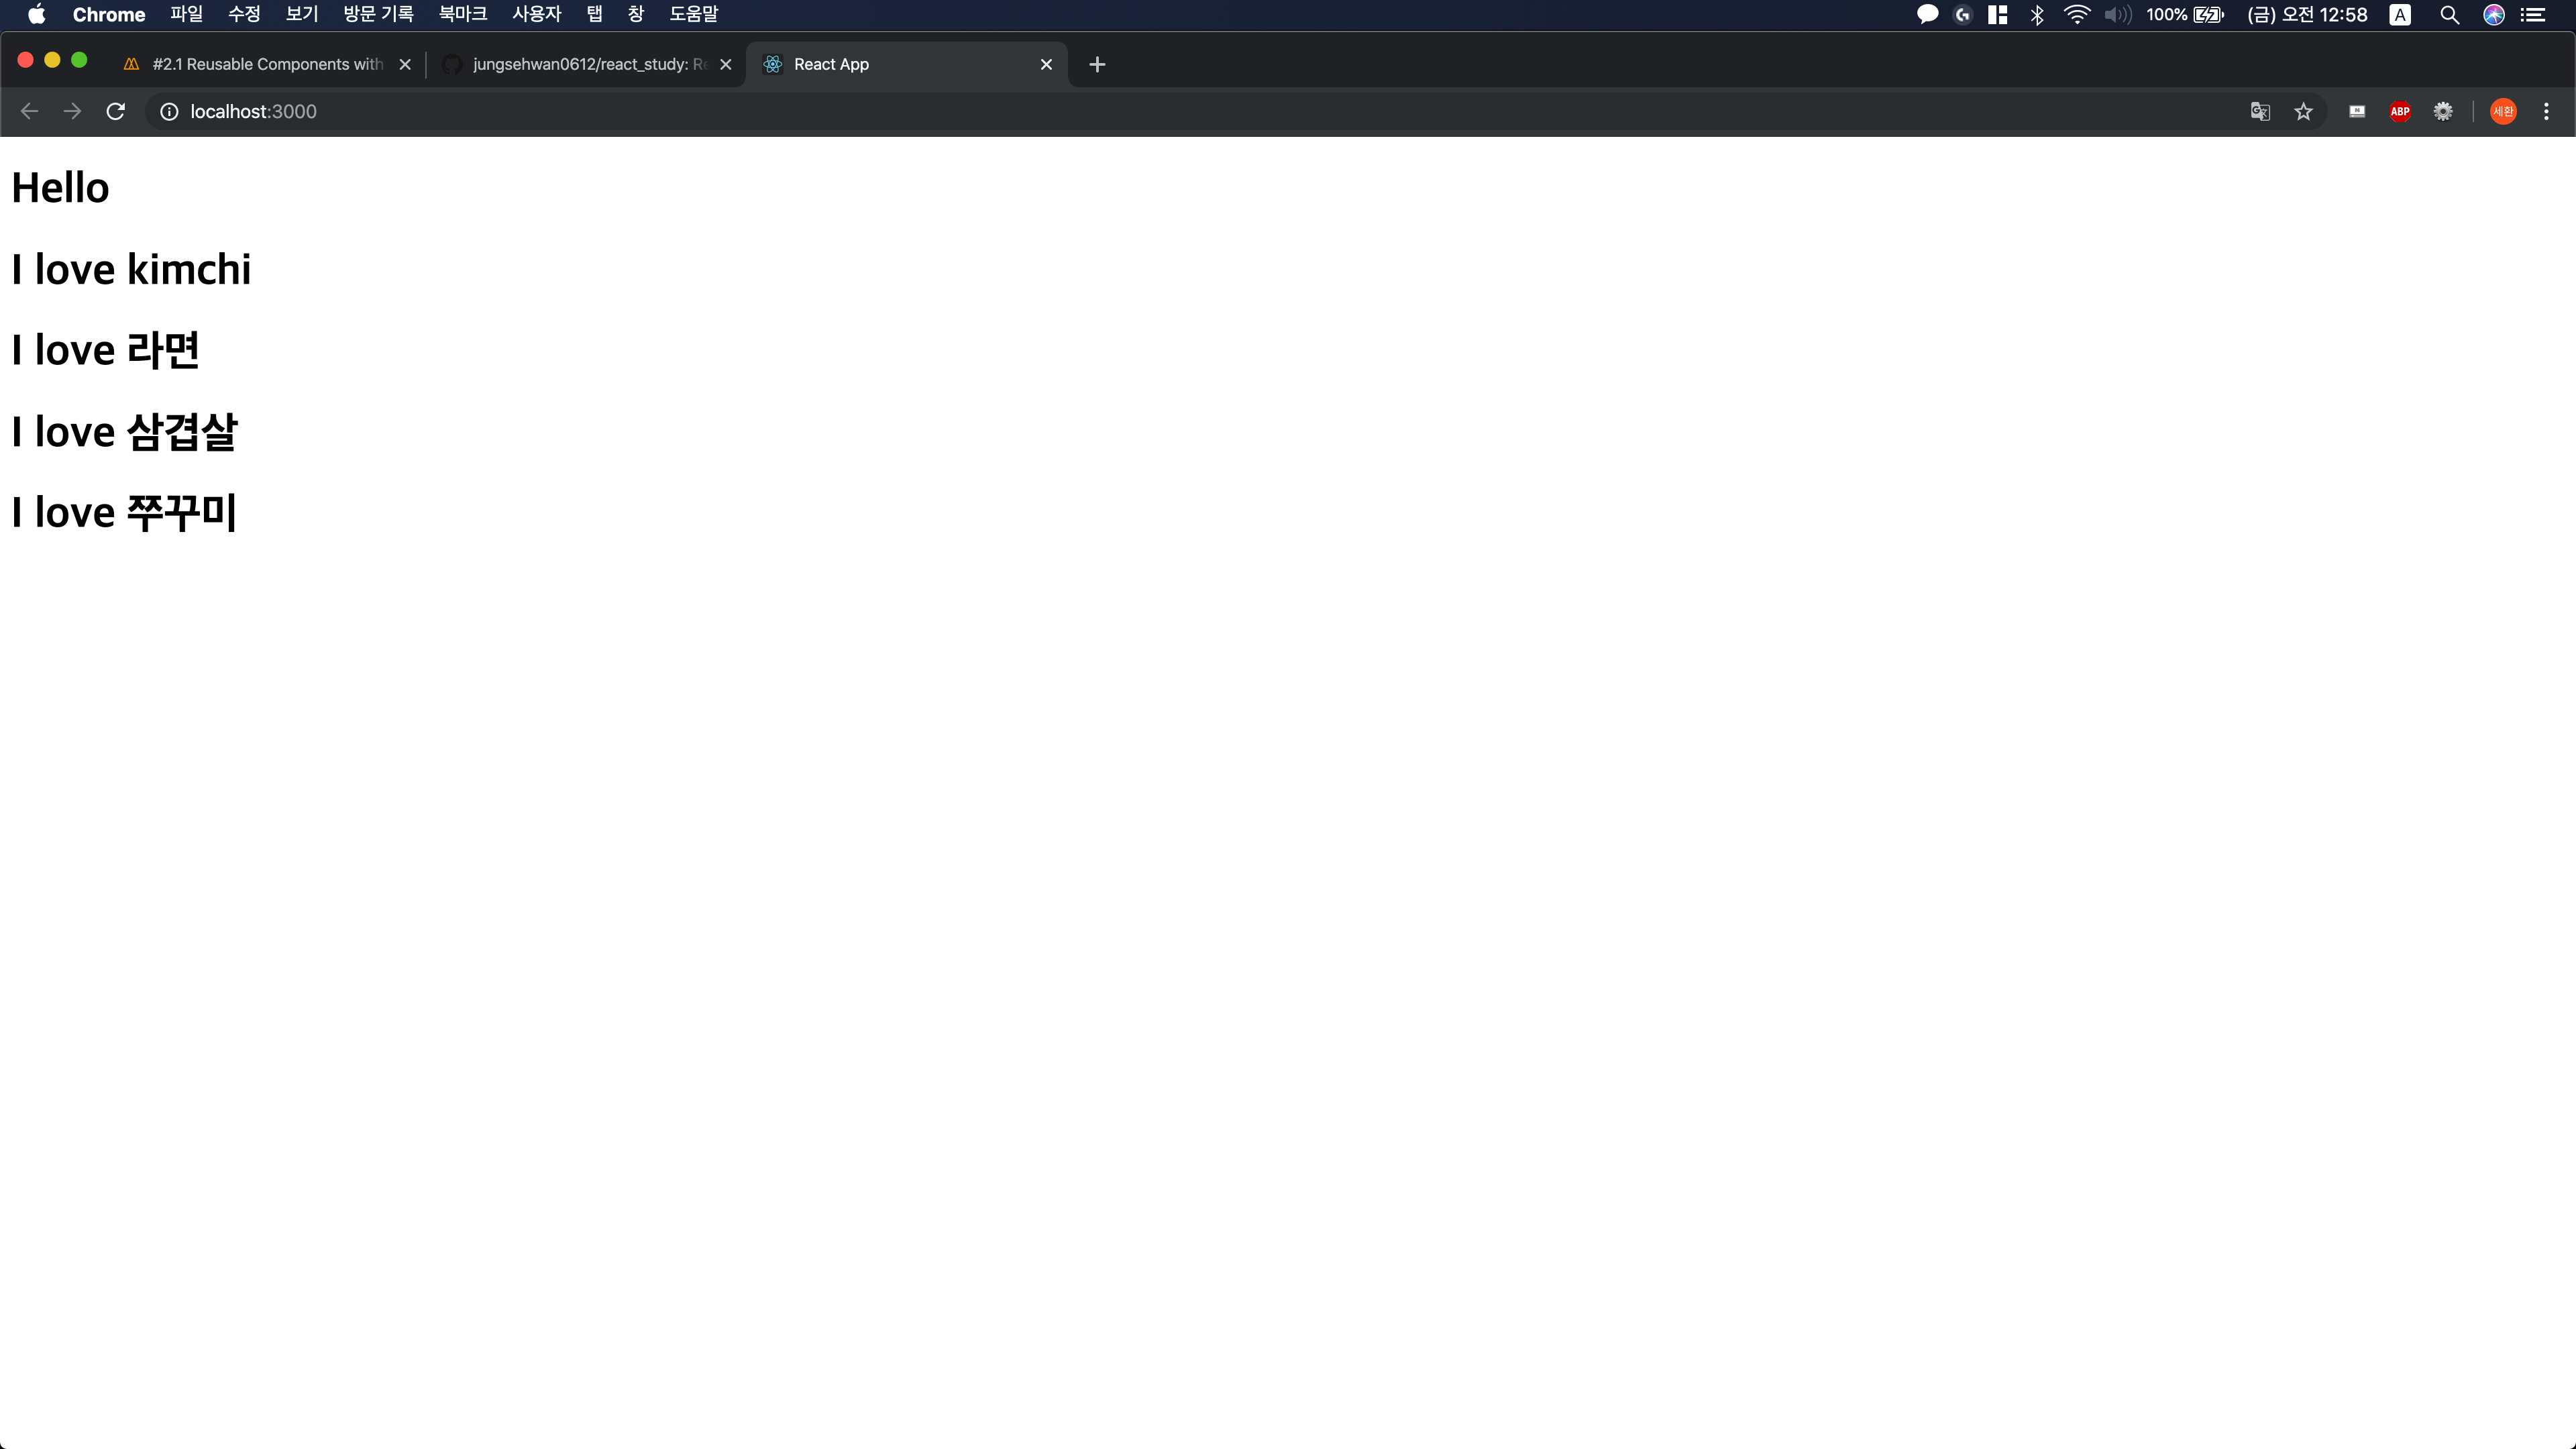 Chrome 파일 수정 보기 방문 기록 북마크 사용자 탭 창 도움말 100% (금) 오전 12:58 A
#2.1 Reusable Components with jungsehwan0612/react_study: Re React App
localhost:3000 ABP 세환
Hello
I love kimchi
I love 라면
I love 삼겹살
I love 쭈꾸미